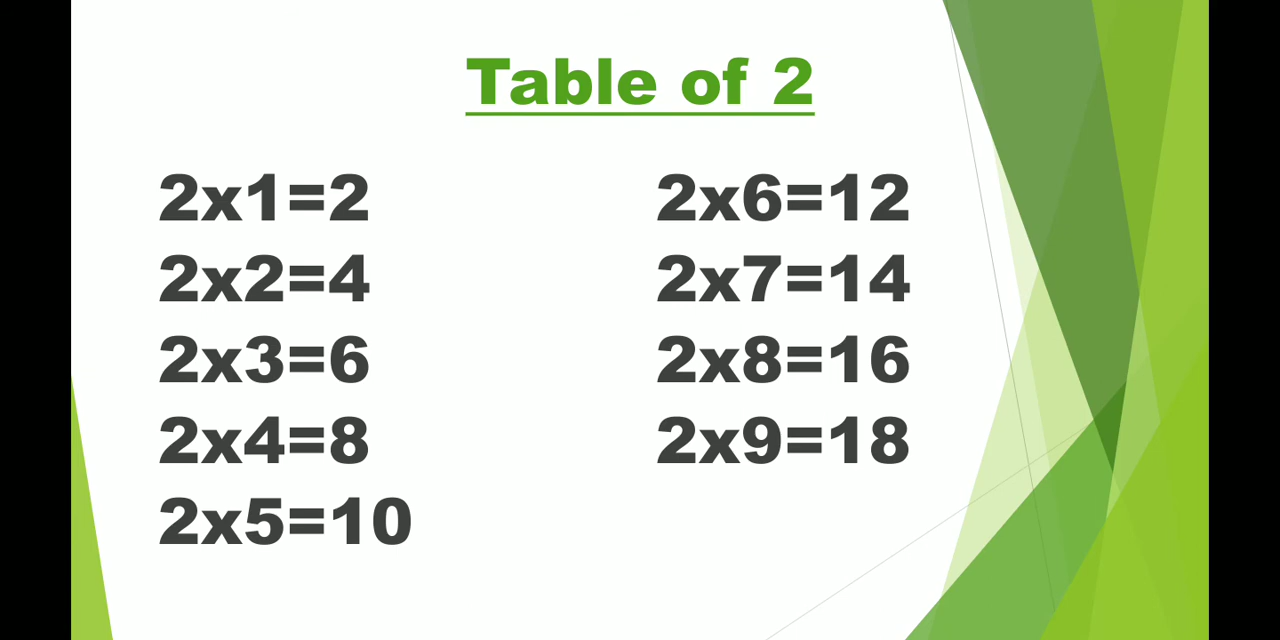 Table of 2
2x1=2
2x2=4
2x3=6
2x4=8
2x5=10
2x6=12
2x7=14
2x8=16
2x9=18